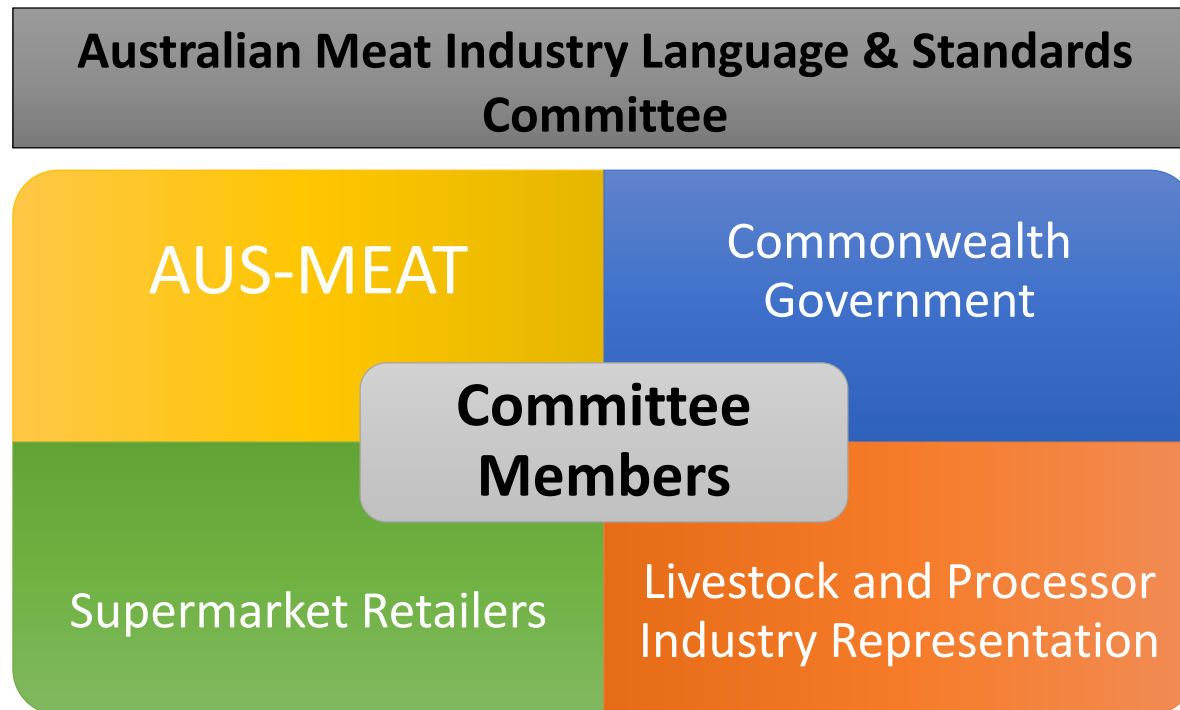 Australian Meat Industry Language & Standards
Committee
AUS-MEAT
Commonwealth
Government
Committee
Members
Supermarket Retailers
Livestock and Processor
Industry Representation